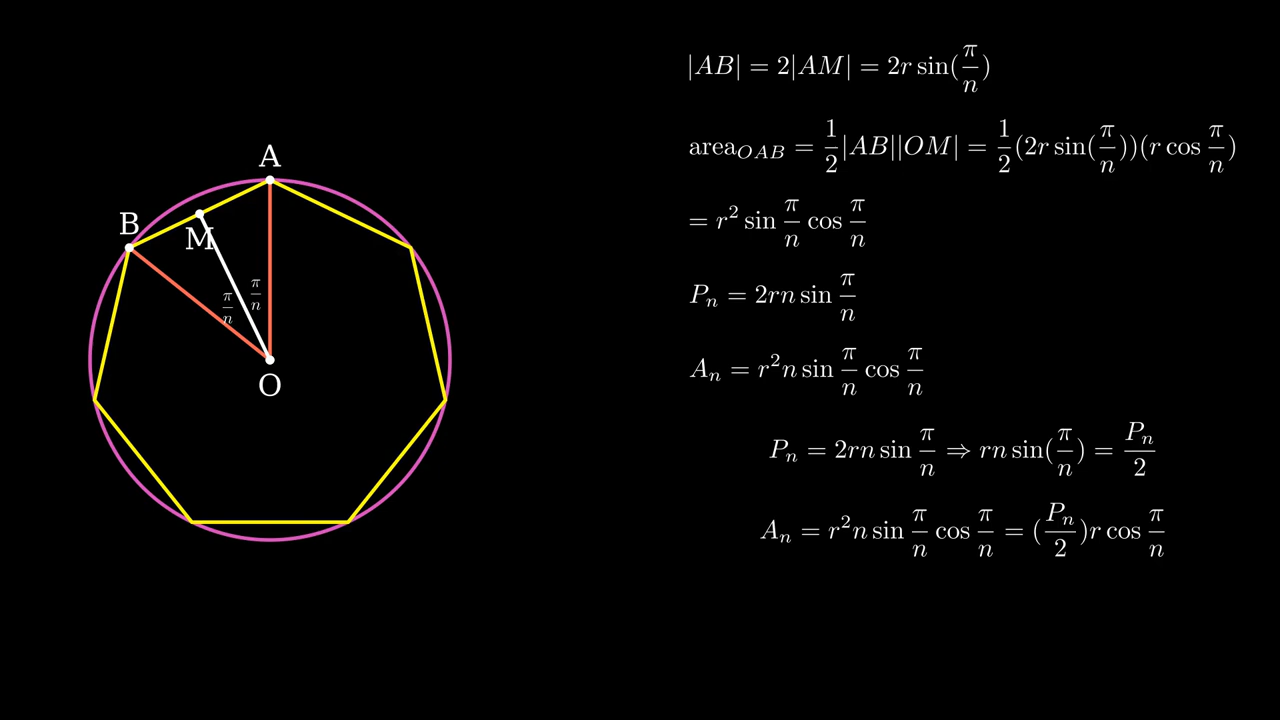 A
B
M
π/n π/n
O
|AB| = 2|AM| = 2r sin(π/n)
area_{OAB} = 1/2|AB||OM| = 1/2(2r sin(π/n))(r cos π/n)
= r² sin π/n cos π/n
P_n = 2rn sin π/n
A_n = r²n sin π/n cos π/n
P_n = 2rn sin π/n ⇒ rn sin(π/n) = P_n/2
A_n = r²n sin π/n cos π/n = (P_n/2)r cos π/n